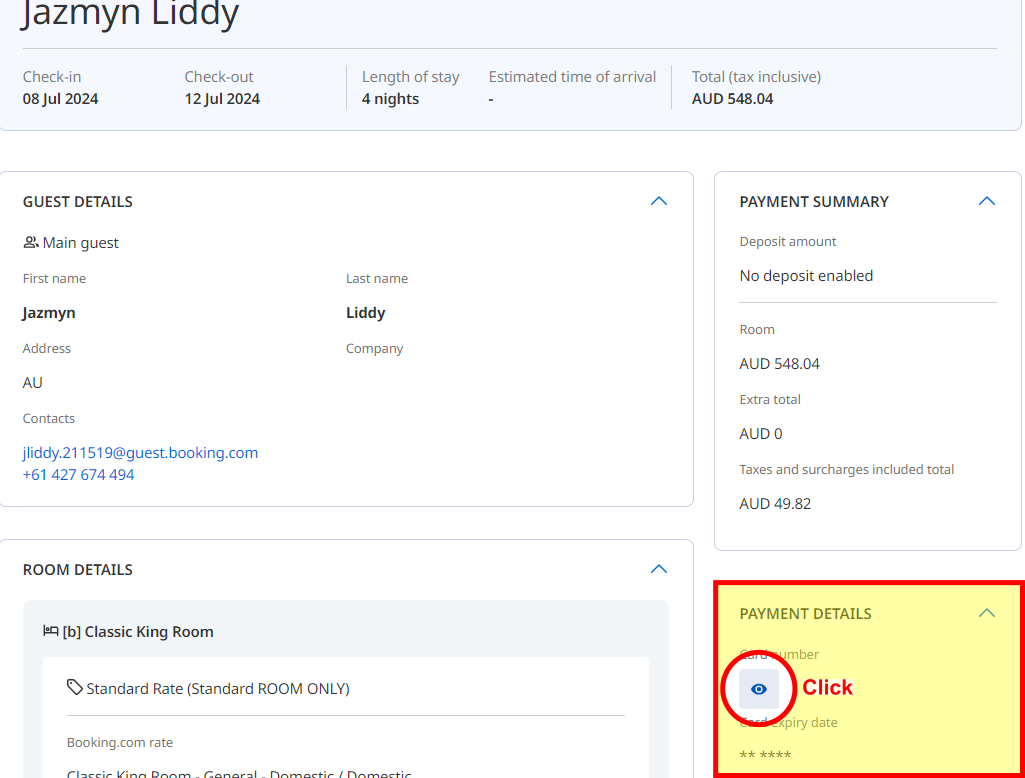 Jazmyn Liddy
Check-in
08 Jul 2024
Check-out
12 Jul 2024
Length of stay
4 nights
Estimated time of arrival
-
Total (tax inclusive)
AUD 548.04
GUEST DETAILS
Main guest
First name
Jazmyn
Last name
Liddy
Address
AU
Company
Contacts
jliddy.211519@guest.booking.com
+61 427 674 494
ROOM DETAILS
[b] Classic King Room
Standard Rate (Standard ROOM ONLY)
Booking.com rate
Classic King Room - General - Domestic / Domestic
PAYMENT SUMMARY
Deposit amount
No deposit enabled
Room
AUD 548.04
Extra total
AUD 0
Taxes and surcharges included total
AUD 49.82
PAYMENT DETAILS
Card number
Click
Card expiry date
** ****